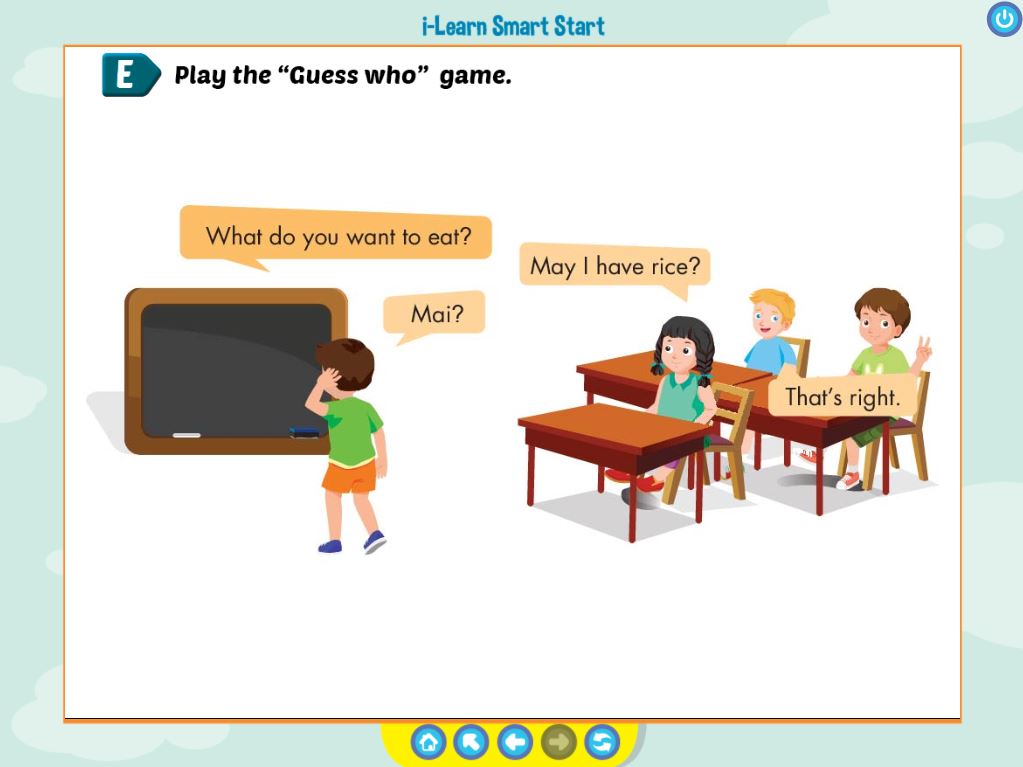 i-Learn Smart Start
E Play the “Guess who” game.
What do you want to eat?
May I have rice?
Mai?
That's right.